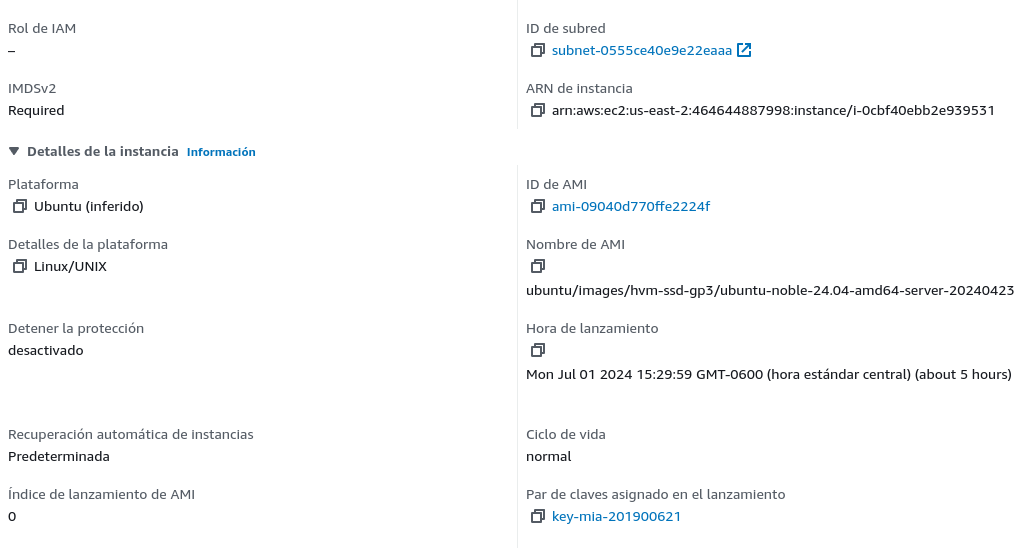 Rol de IAM
–
ID de subred
subnet-0555ce40e9e22eaaa
IMDSv2
Required
ARN de instancia
arn:aws:ec2:us-east-2:464644887998:instance/i-0cbf40ebb2e939531
Detalles de la instancia Información
Plataforma
Ubuntu (inferido)
ID de AMI
ami-09040d770ffe2224f
Detalles de la plataforma
Linux/UNIX
Nombre de AMI
ubuntu/images/hvm-ssd-gp3/ubuntu-noble-24.04-amd64-server-20240423
Detener la protección
desactivado
Hora de lanzamiento
Mon Jul 01 2024 15:29:59 GMT-0600 (hora estándar central) (about 5 hours)
Recuperación automática de instancias
Predeterminada
Ciclo de vida
normal
Índice de lanzamiento de AMI
0
Par de claves asignado en el lanzamiento
key-mia-201900621